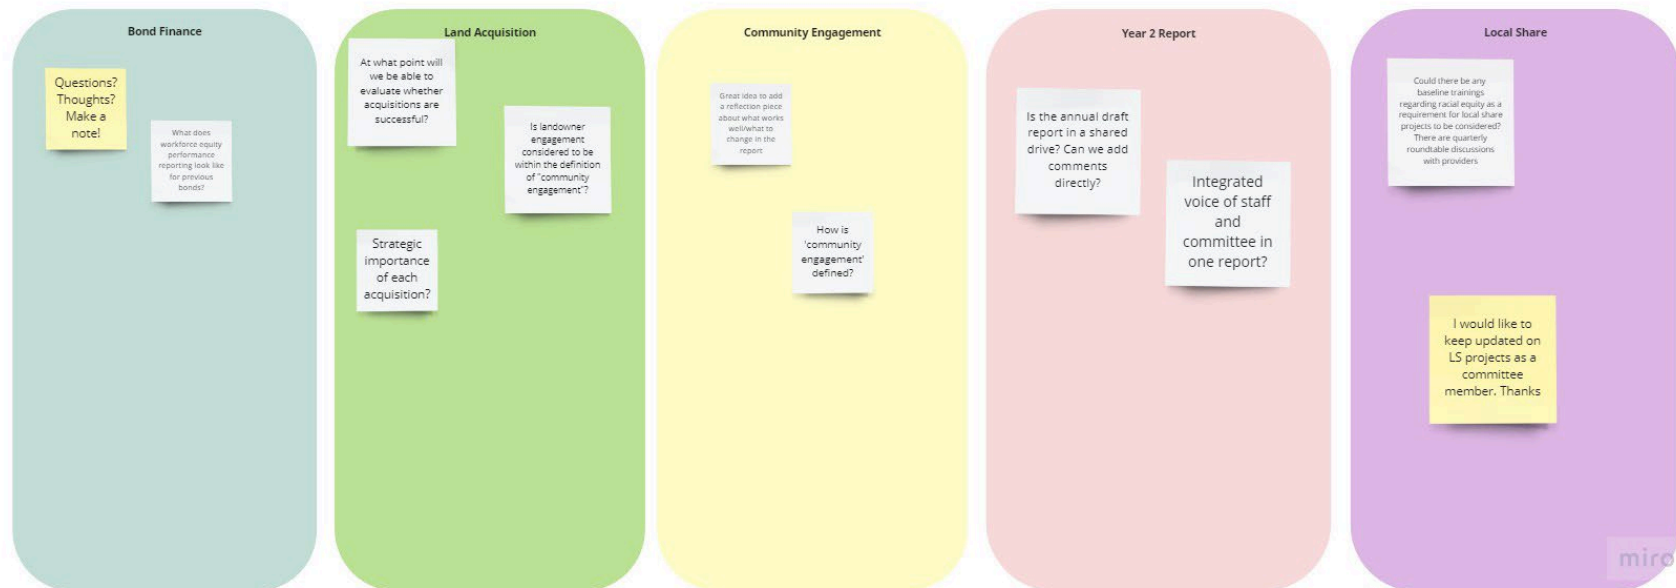 Bond Finance
Questions?
Thoughts?
Make a
note!
What does
workforce equity
performance
reporting look like
for previous
bonds?
Land Acquisition
At what point will
we be able to
evaluate whether
acquisitions are
successful?
Is landowner
engagement
considered to be
within the definition
of "community
engagement"?
Strategic
importance
of each
acquisition?
Community Engagement
Great idea to add
a reflection piece
about what works
well/what to
change in the
report
How is
'community
engagement'
defined?
Year 2 Report
Is the annual draft
report in a shared
drive? Can we add
comments
directly?
Integrated
voice of staff
and
committee in
one report?
Local Share
Could there be any
baseline trainings
regarding racial equity as a
requirement for local share
projects to be considered?
There are quarterly
roundtable discussions
with providers
I would like to
keep updated on
LS projects as a
committee
member. Thanks
miro